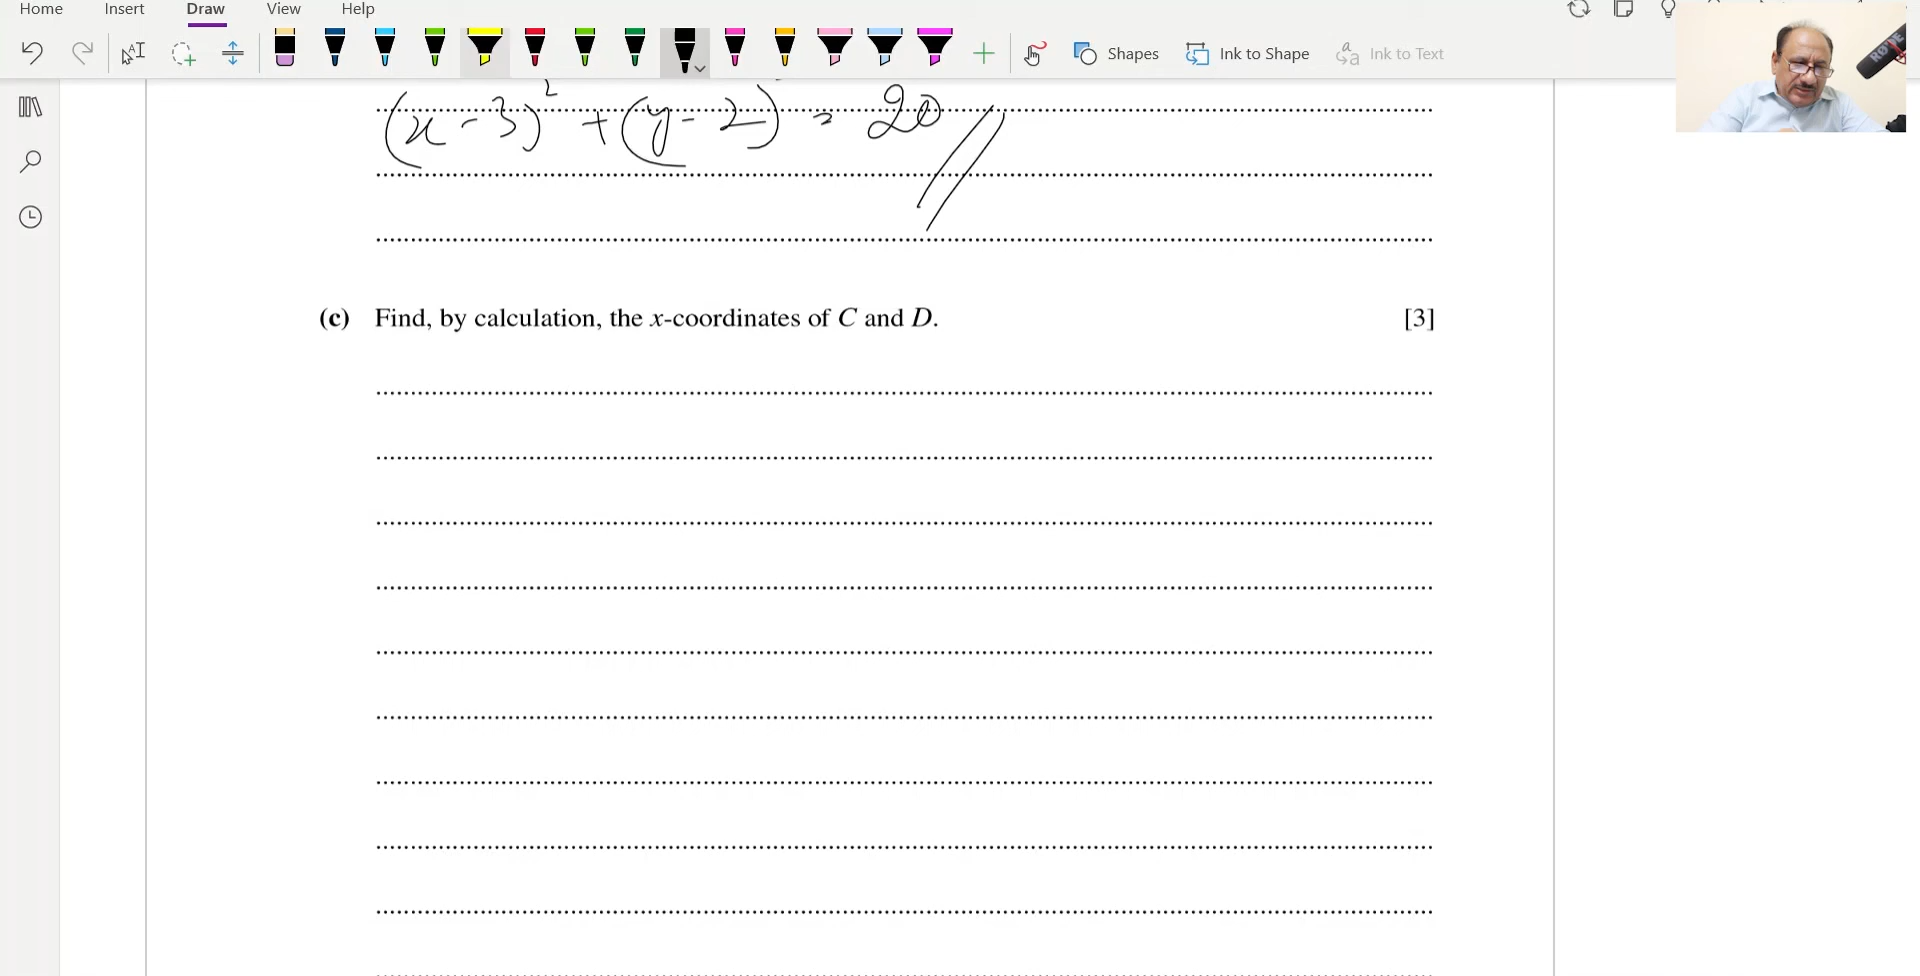 Home Insert Draw View Help
Shapes Ink to Shape Ink to Text
(x-3)² + (y-2) = 20
(c) Find, by calculation, the x-coordinates of C and D. [3]
RØDE